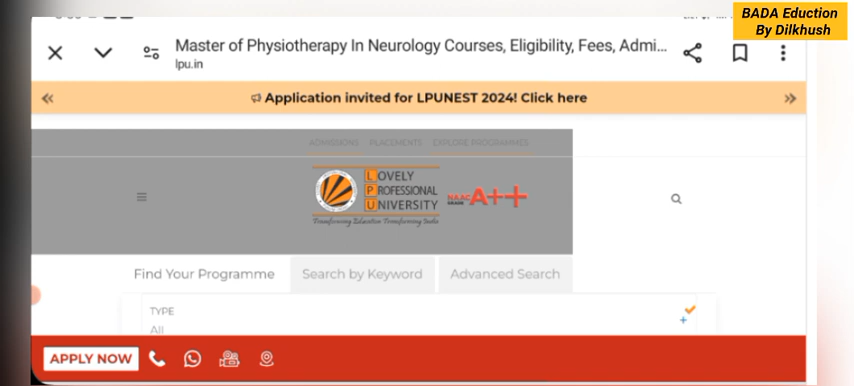 BADA Eduction
By Dilkhush
Master of Physiotherapy In Neurology Courses, Eligibility, Fees, Admi...
lpu.in
Application invited for LPUNEST 2024! Click here
ADMISSIONS PLACEMENTS EXPLORE PROGRAMMES
LOVELY
PROFESSIONAL
UNIVERSITY
NAAC GRADE A++
Transforming Education Transforming India
Find Your Programme Search by Keyword Advanced Search
TYPE
All
APPLY NOW